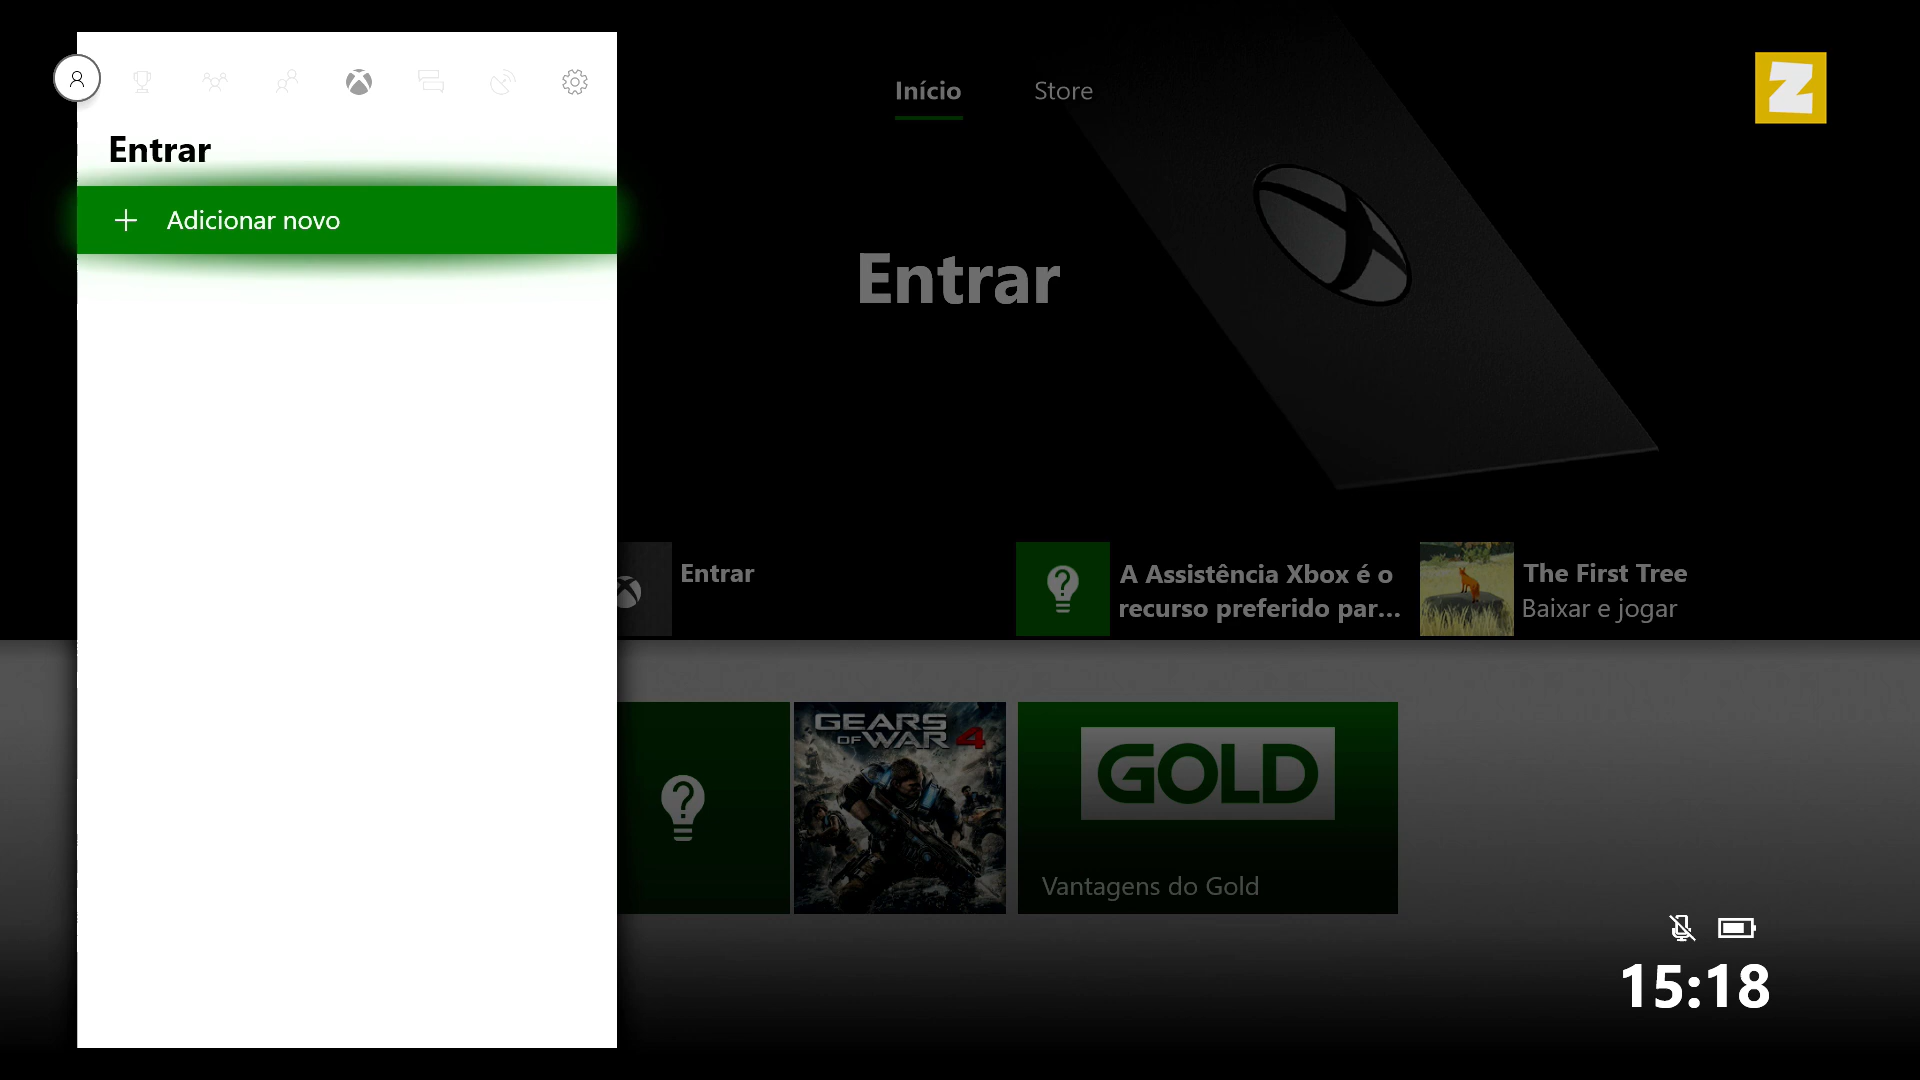 Início
Store
Z
Entrar
Adicionar novo
Entrar
Entrar
A Assistência Xbox é o
recurso preferido par...
The First Tree
Baixar e jogar
GEARS
OF WAR 4
GOLD
Vantagens do Gold
15:18